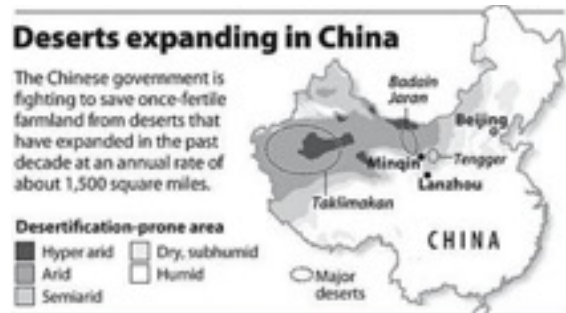 Deserts expanding in China
The Chinese government is
fighting to save once-fertile
farmland from deserts that
have expanded in the past
decade at an annual rate of
about 1,500 square miles.
Desertification-prone area
Hyper arid
Dry, subhumid
Arid
Humid
Semiarid
Badain
Jaran
Beijing
Minqin
Tengger
Lanzhou
Taklimakan
CHINA
Major
deserts